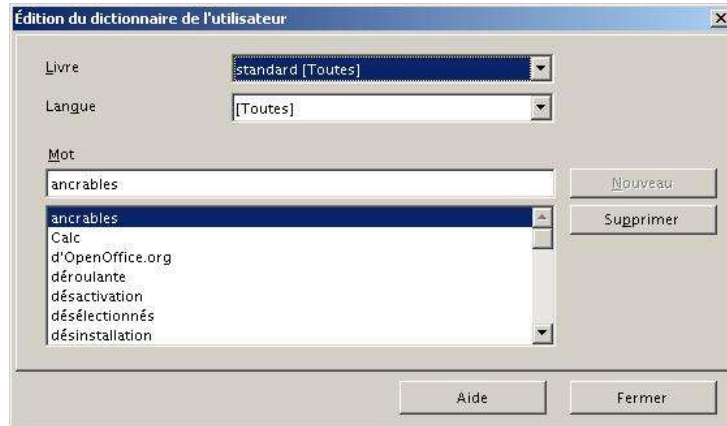 Édition du dictionnaire de l'utilisateur
Livre
standard [Toutes]
Langue
[Toutes]
Mot
ancrables
Nouveau
ancrables
Supprimer
Calc
d'OpenOffice.org
déroulante
désactivation
désélectionnés
désinstallation
Aide
Fermer